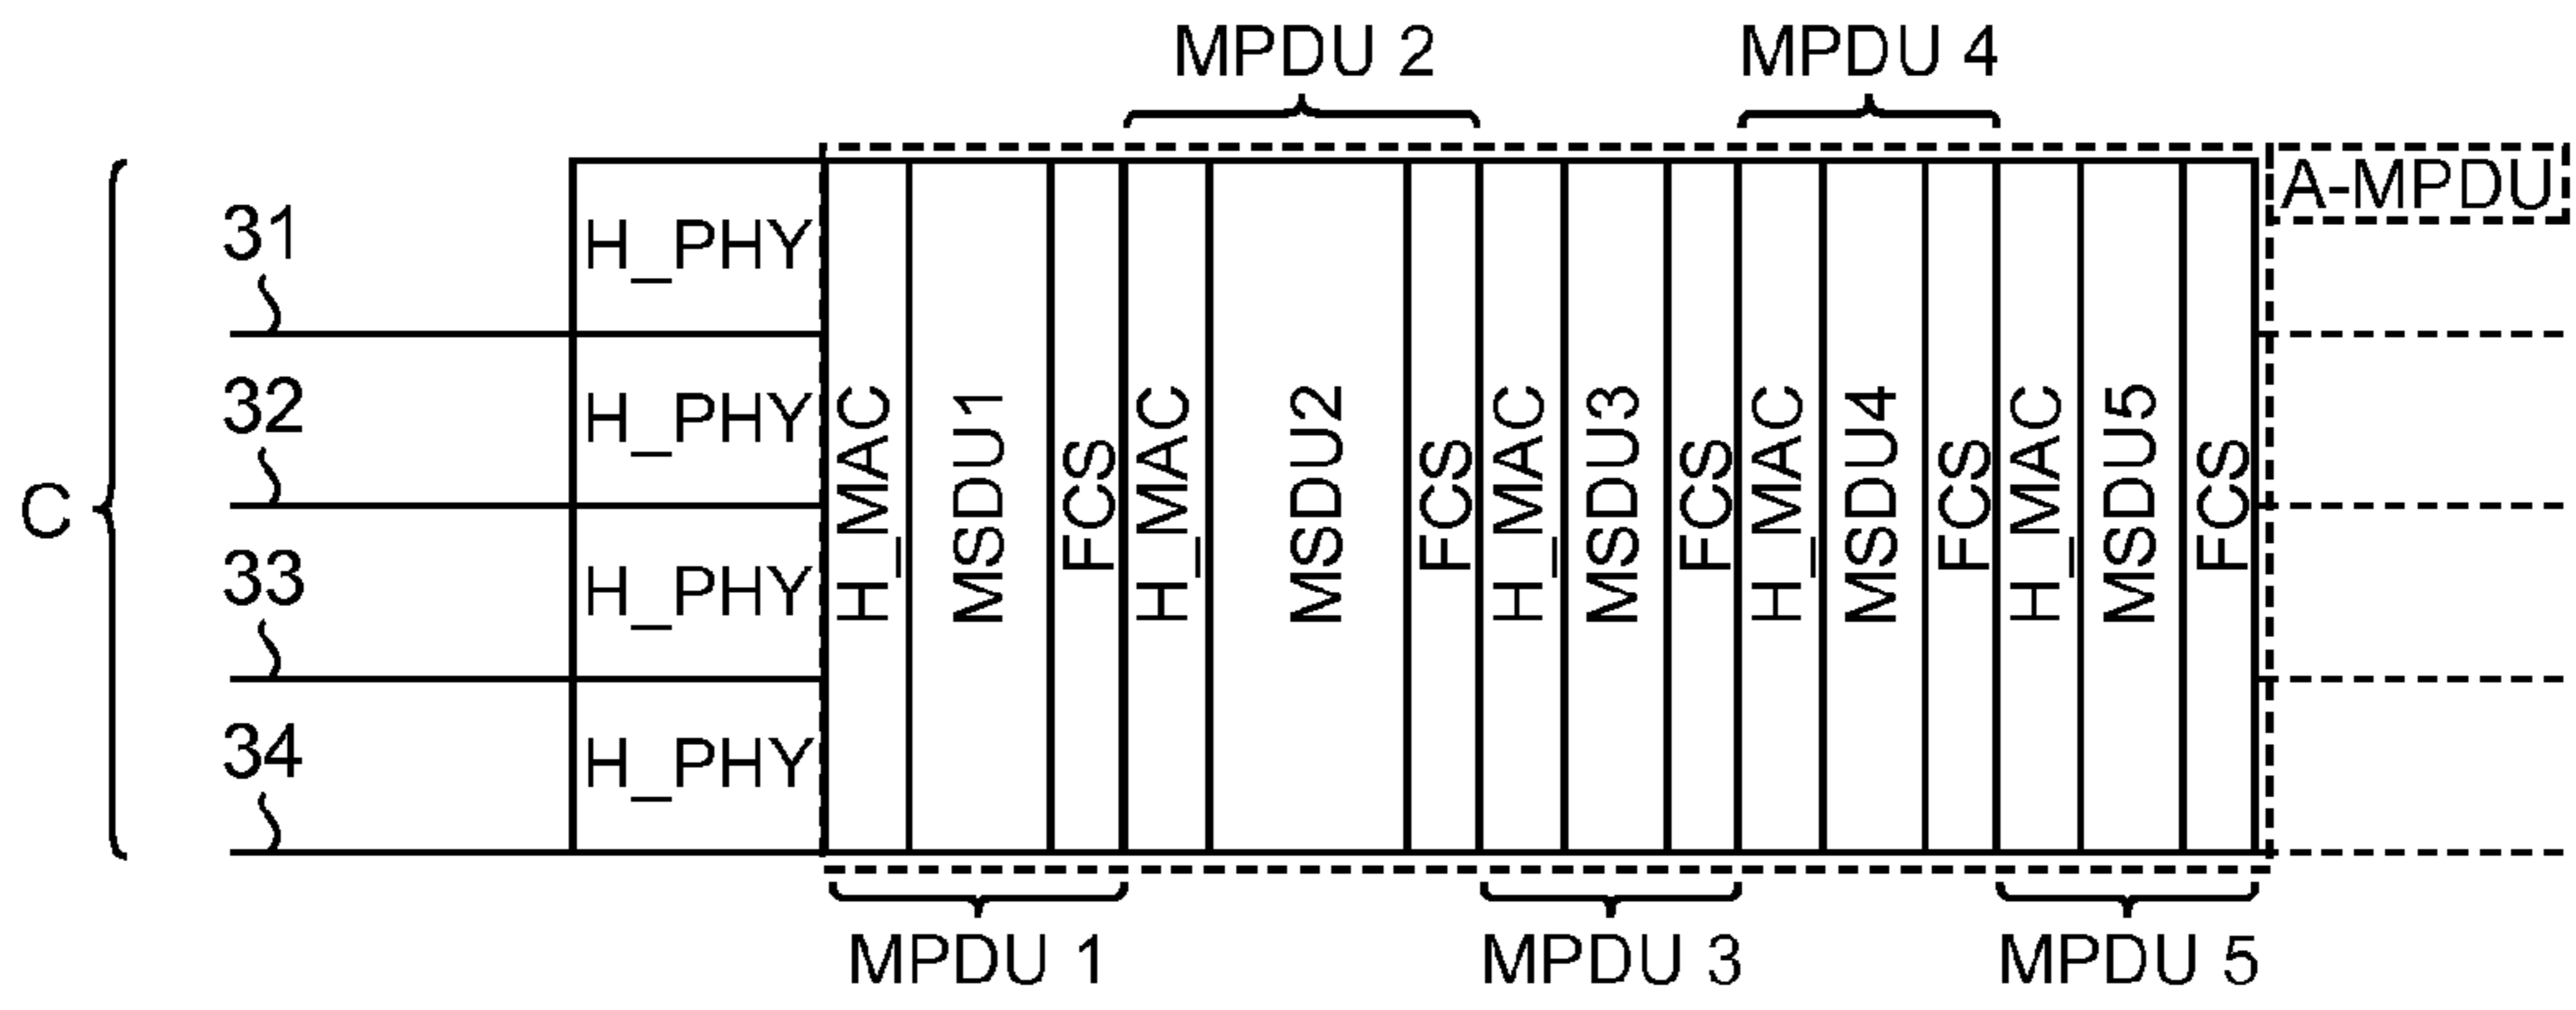 MPDU 2
MPDU 4
A-MPDU
C
31
H_PHY
32
H_PHY
33
H_PHY
34
H_PHY
H_MAC
MSDU1
FCS
H_MAC
MSDU2
FCS
H_MAC
MSDU3
FCS
H_MAC
MSDU4
FCS
H_MAC
MSDU5
FCS
MPDU 1
MPDU 3
MPDU 5